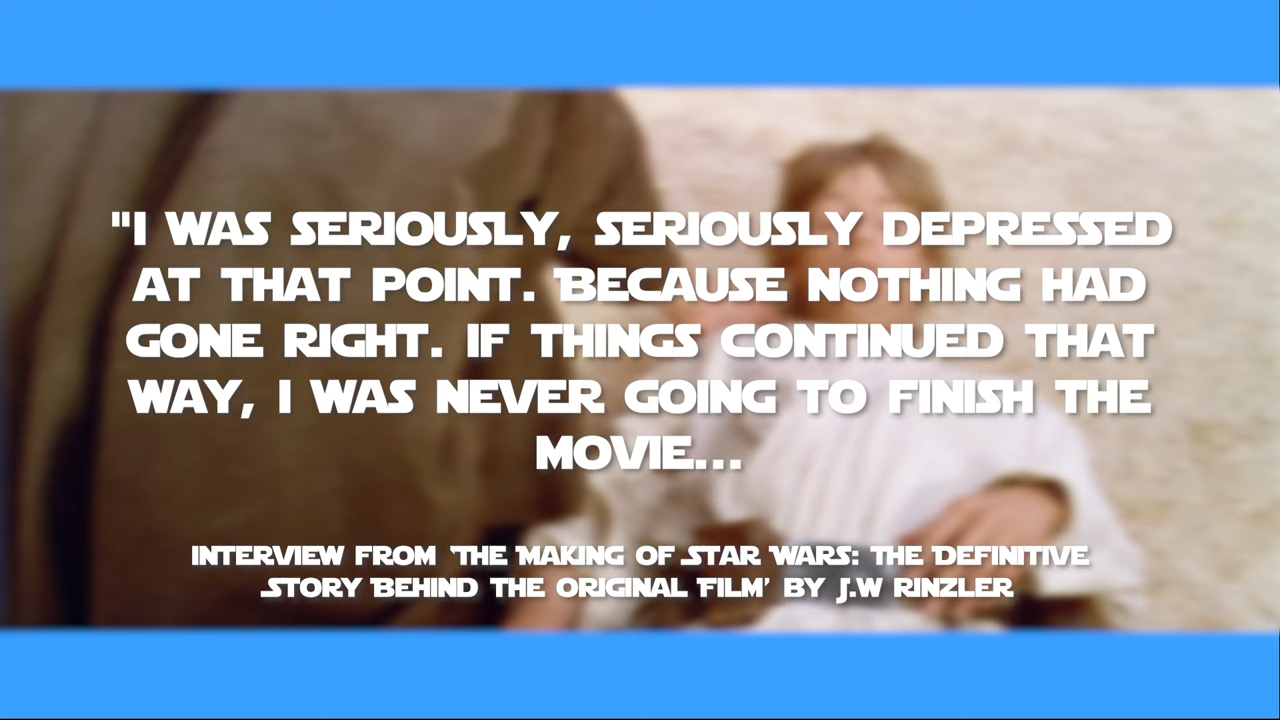 "I WAS SERIOUSLY, SERIOUSLY DEPRESSED
AT THAT POINT. BECAUSE NOTHING HAD
GONE RIGHT. IF THINGS CONTINUED THAT
WAY, I WAS NEVER GOING TO FINISH THE
MOVIE...
INTERVIEW FROM 'THE MAKING OF STAR WARS: THE DEFINITIVE
STORY BEHIND THE ORIGINAL FILM' BY J.W RINZLER